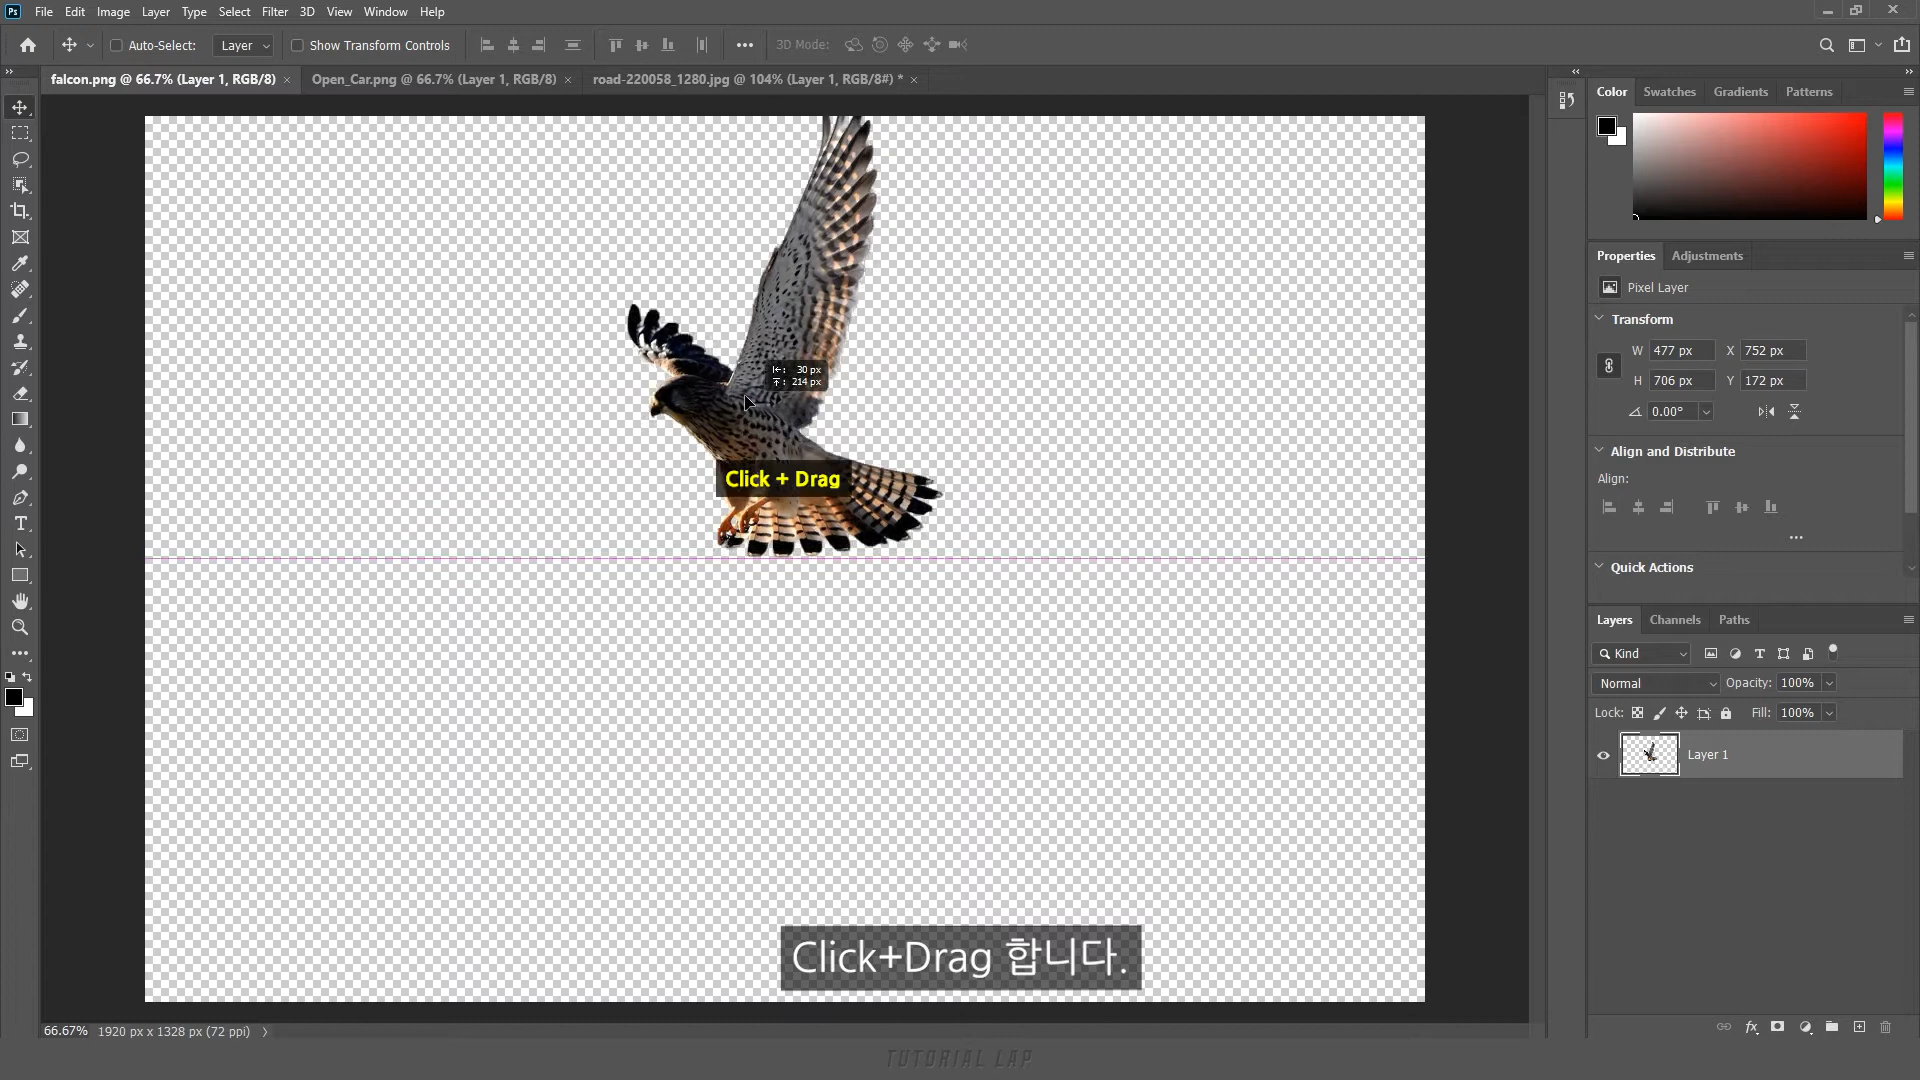 Ps File Edit Image Layer Type Select Filter 3D View Window Help
Auto-Select: Layer Show Transform Controls 3D Mode:
falcon.png @ 66.7% (Layer 1, RGB/8) × Open_Car.png @ 66.7% (Layer 1, RGB/8) × road-220058_1280.jpg @ 104% (Layer 1, RGB/8#) * ×
Color Swatches Gradients Patterns
Properties Adjustments
Pixel Layer
Transform
W 477 px X 752 px
H 706 px Y 172 px
0.00°
Align and Distribute
Align:
Quick Actions
Layers Channels Paths
Kind
Normal Opacity: 100%
Lock: Fill: 100%
Layer 1
30 px
214 px
Click + Drag
Click+Drag 합니다.
66.67% 1920 px x 1328 px (72 ppi)
TUTORIAL LAP